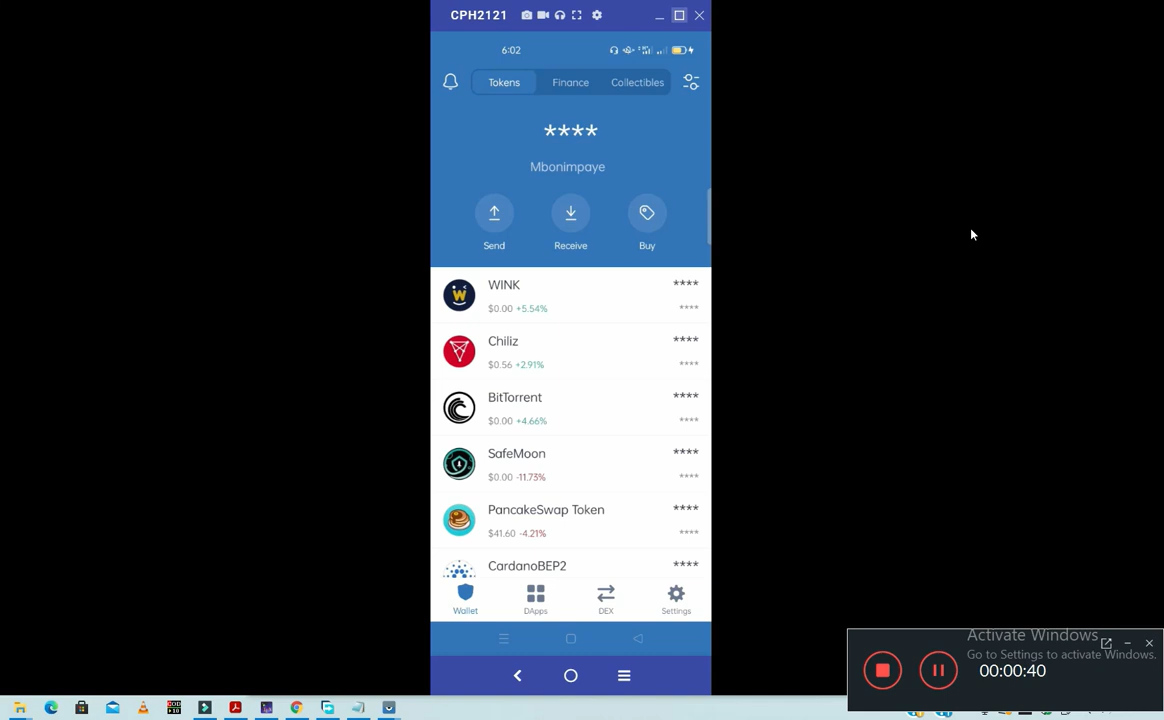 CPH2121
6:02
Tokens Finance Collectibles
****
Mbonimpaye
Send Receive Buy
WINK ****
$0.00 +5.54% ****
Chiliz ****
$0.56 +2.91% ****
BitTorrent ****
$0.00 +4.66% ****
SafeMoon ****
$0.00 -11.73% ****
PancakeSwap Token ****
$41.60 -4.21% ****
CardanoBEP2 ****
Wallet DApps DEX Settings
Activate Windows
Go to Settings to activate Windows.
00:00:40